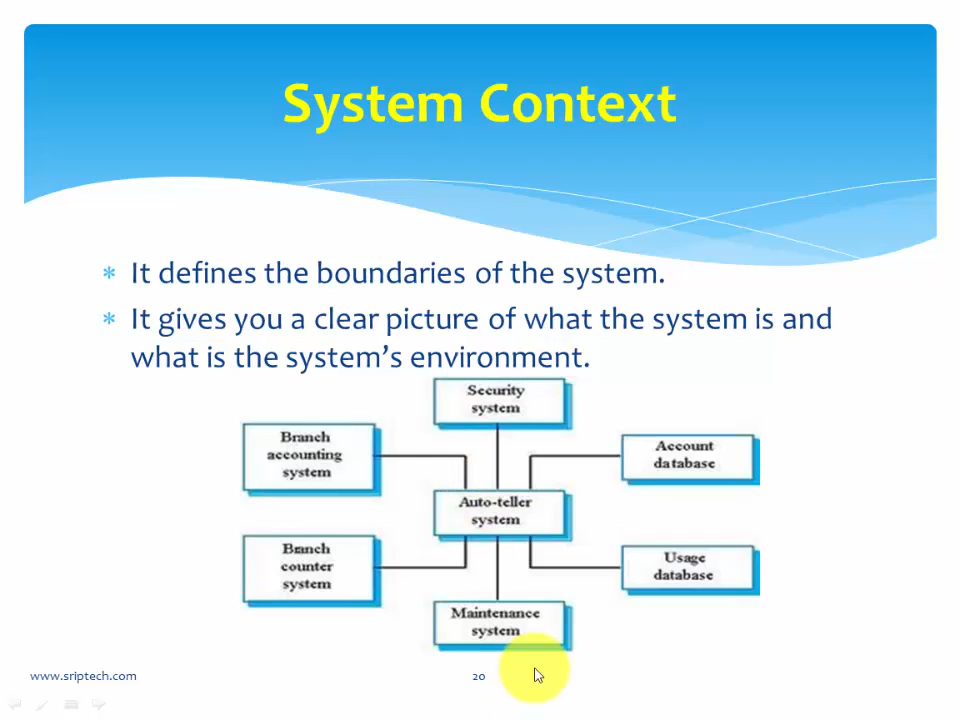 System Context
* It defines the boundaries of the system.
* It gives you a clear picture of what the system is and
what is the system's environment.
Security
system
Branch
accounting
system
Account
database
Auto-teller
system
Branch
counter
system
Usage
database
Maintenance
system
www.sriptech.com
20